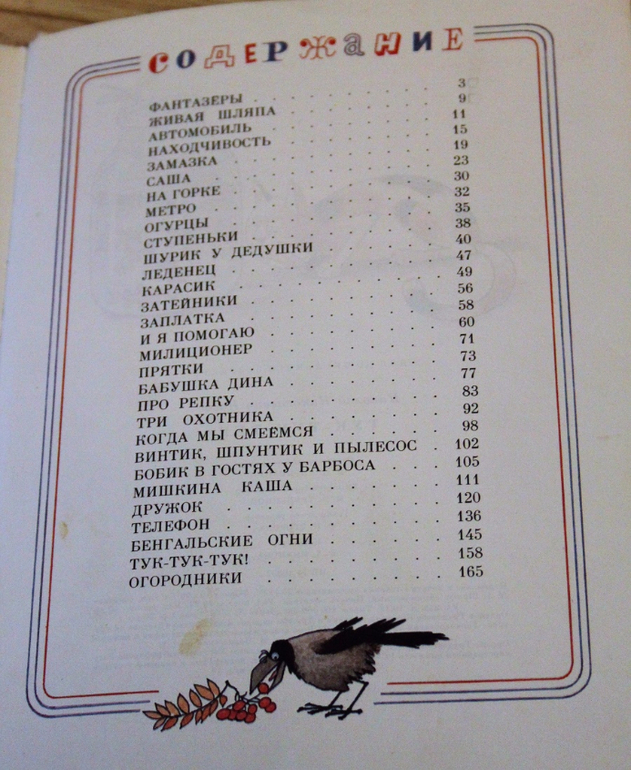 СОДЕРЖАНИЕ
ФАНТАЗЁРЫ . . . . . . . . . 3
ЖИВАЯ ШЛЯПА . . . . . . . . 9
АВТОМОБИЛЬ . . . . . . . . 11
НАХОДЧИВОСТЬ . . . . . . . 15
ЗАМАЗКА . . . . . . . . . 19
САША . . . . . . . . . . 23
НА ГОРКЕ . . . . . . . . . 30
МЕТРО . . . . . . . . . . 32
ОГУРЦЫ . . . . . . . . . 35
СТУПЕНЬКИ . . . . . . . . 38
ШУРИК У ДЕДУШКИ . . . . . . 40
ЛЕДЕНЕЦ . . . . . . . . . 47
КАРАСИК . . . . . . . . . 49
ЗАТЕЙНИКИ . . . . . . . . 56
ЗАПЛАТКА . . . . . . . . . 58
И Я ПОМОГАЮ . . . . . . . . 60
МИЛИЦИОНЕР . . . . . . . . 71
ПРЯТКИ . . . . . . . . . . 73
БАБУШКА ДИНА . . . . . . . 77
ПРО РЕПКУ . . . . . . . . . 83
ТРИ ОХОТНИКА . . . . . . . 92
КОГДА МЫ СМЕЁМСЯ . . . . . . 98
ВИНТИК, ШПУНТИК И ПЫЛЕСОС . 102
БОБИК В ГОСТЯХ У БАРБОСА . . . 105
МИШКИНА КАША . . . . . . . 111
ДРУЖОК . . . . . . . . . . 120
ТЕЛЕФОН . . . . . . . . . 136
БЕНГАЛЬСКИЕ ОГНИ . . . . . . 145
ТУК-ТУК-ТУК! . . . . . . . . 158
ОГОРОДНИКИ . . . . . . . . 165